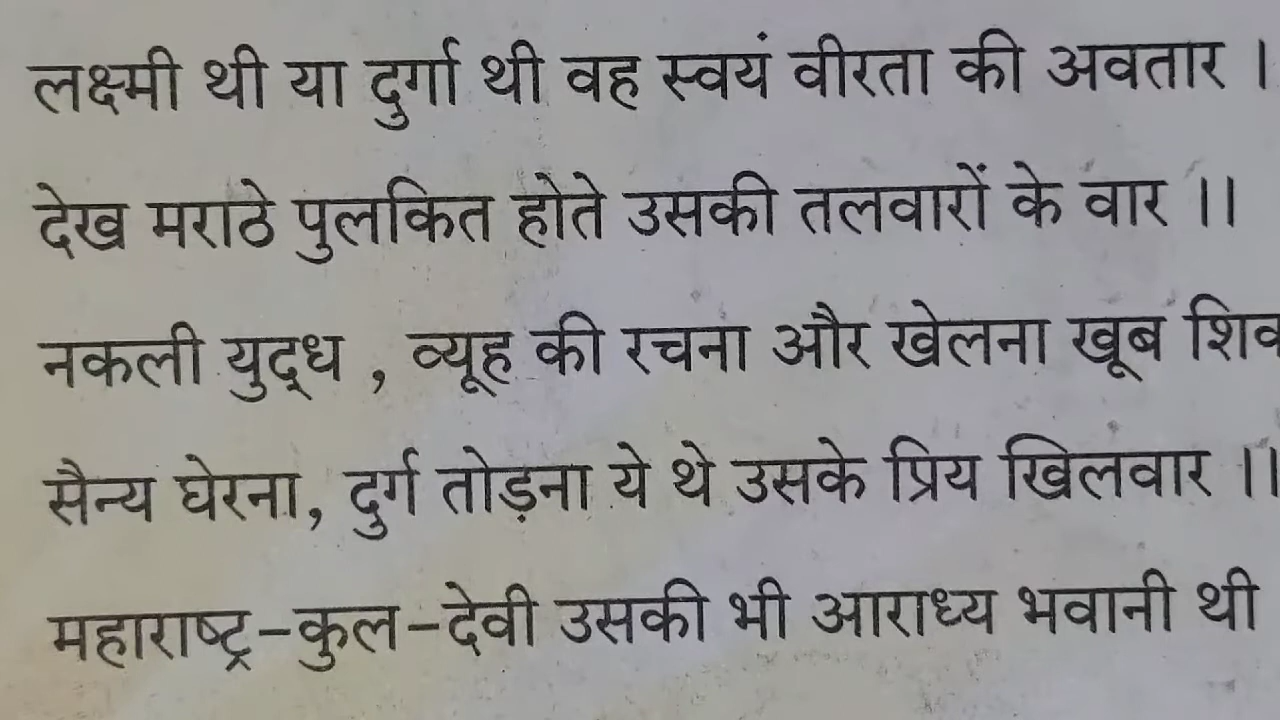 लक्ष्मी थी या दुर्गा थी वह स्वयं वीरता की अवतार ।
देख मराठे पुलकित होते उसकी तलवारों के वार ।।
नकली युद्ध , व्यूह की रचना और खेलना खूब
सैन्य घेरना, दुर्ग तोड़ना ये थे उसके प्रिय खिलवार ।।
महाराष्ट्र-कुल-देवी उसकी भी आराध्य भवानी थी